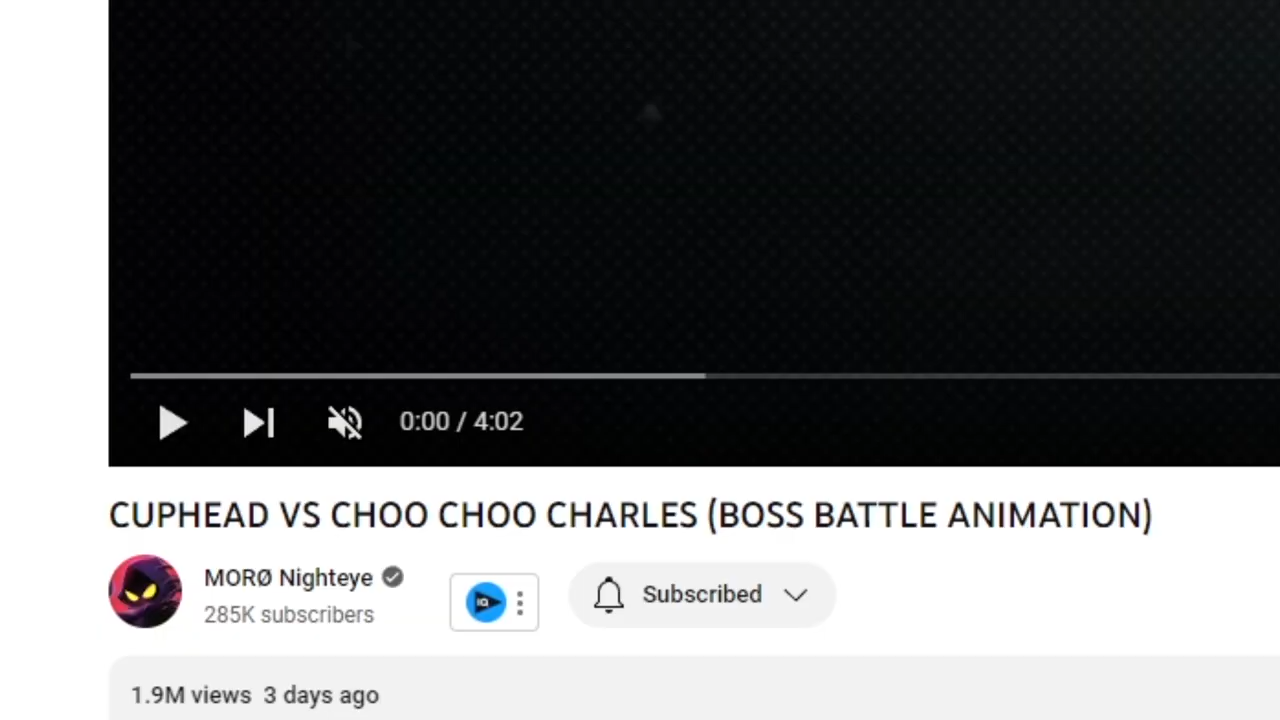 0:00 / 4:02
CUPHEAD VS CHOO CHOO CHARLES (BOSS BATTLE ANIMATION)
MORØ Nighteye
285K subscribers
IQ
Subscribed
1.9M views 3 days ago